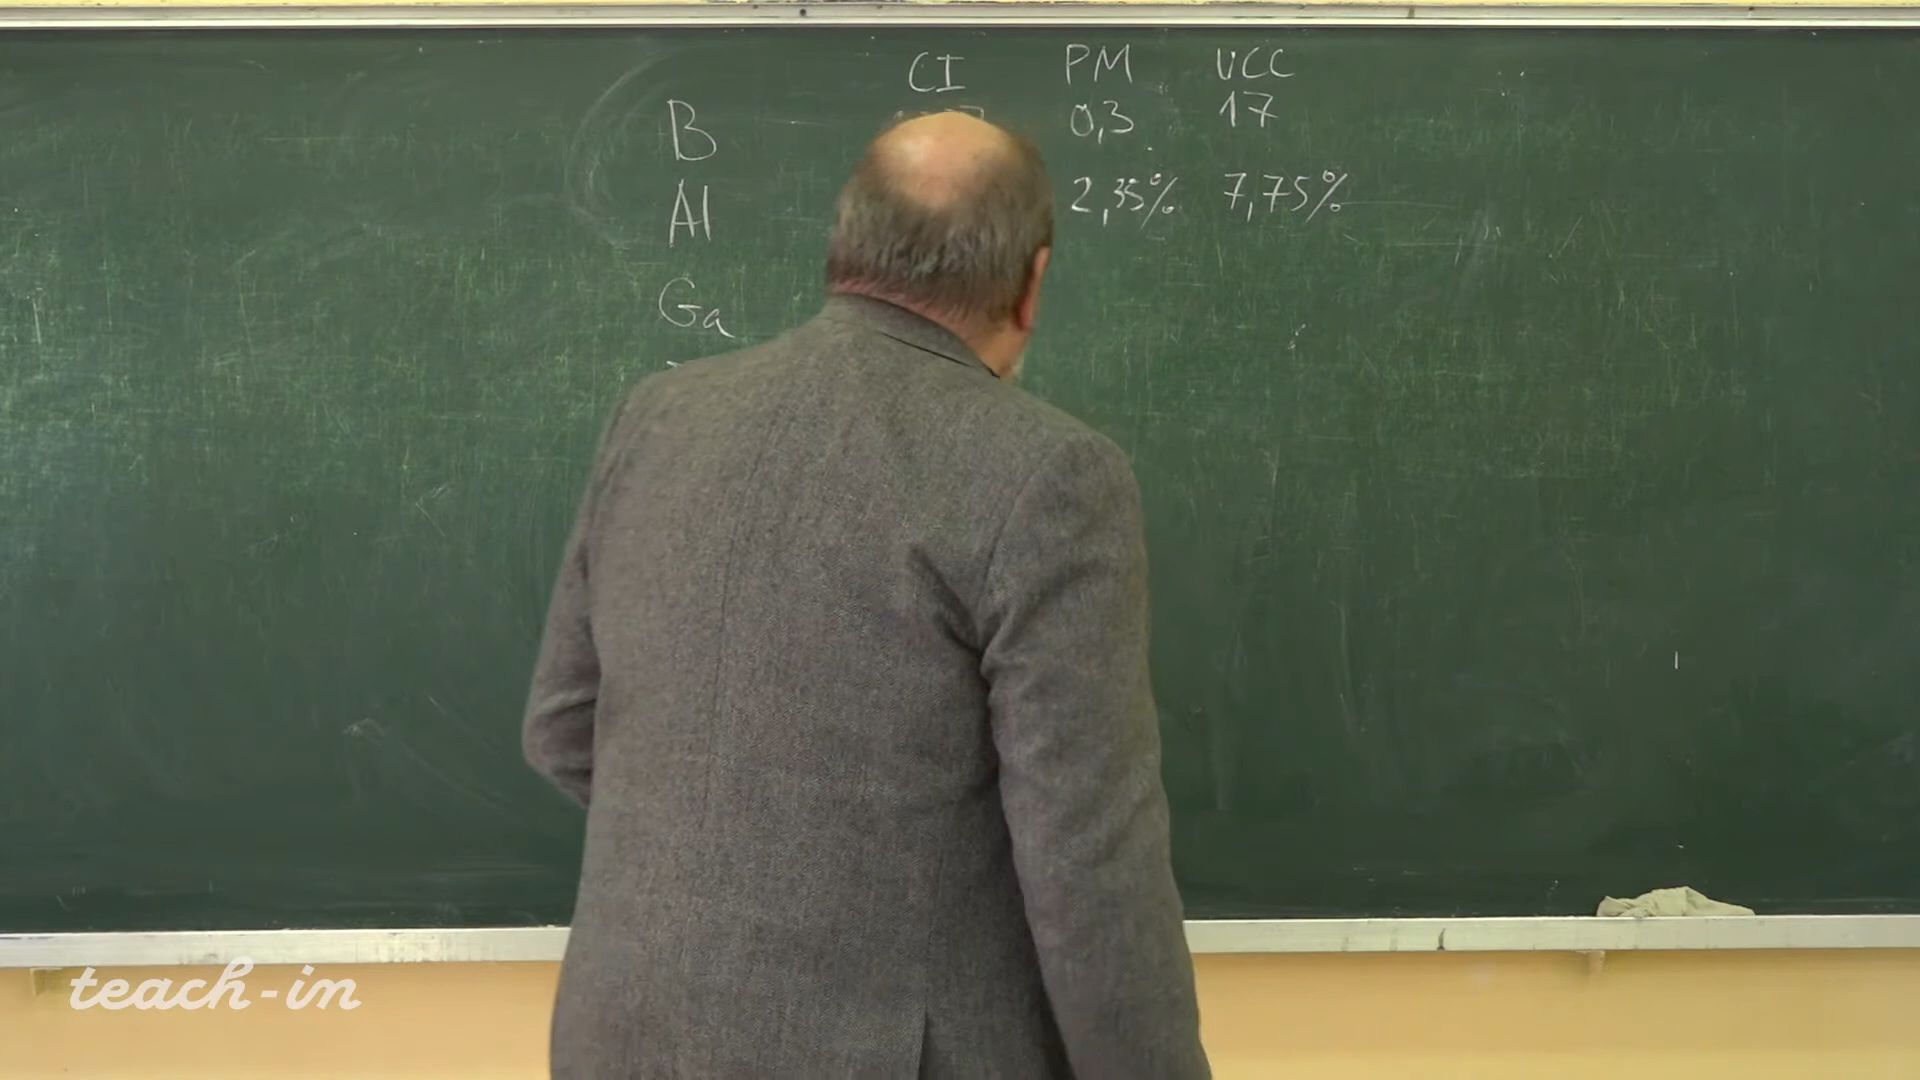 CI PM UCC
B 0,3 17
Al 2,35% 7,75%
Ga
teach-in